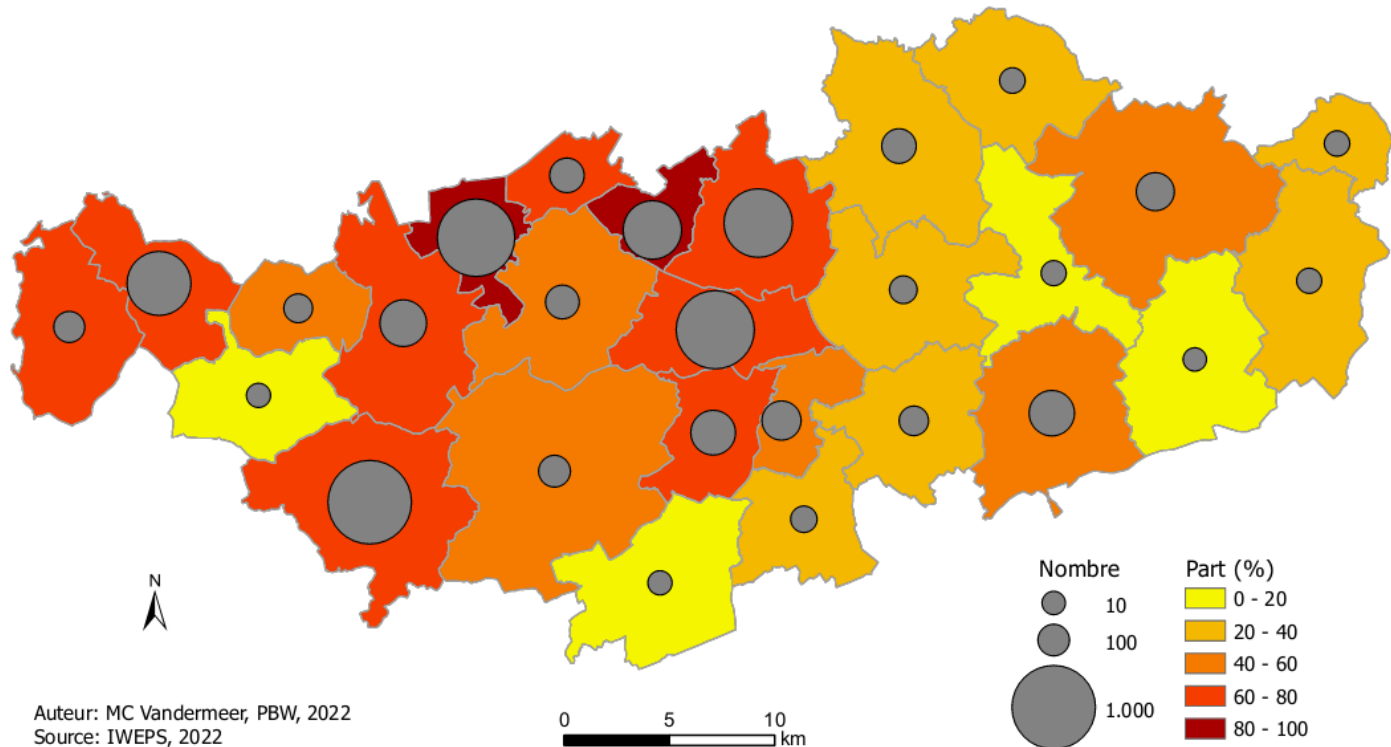 N
Auteur: MC Vandermeer, PBW, 2022
Source: IWEPS, 2022
0 5 10
km
Nombre
10
100
1.000
Part (%)
0 - 20
20 - 40
40 - 60
60 - 80
80 - 100